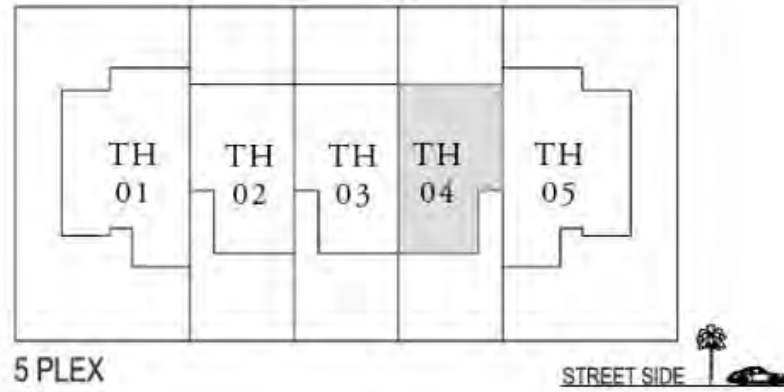 TH TH TH TH TH
01 02 03 04 05
5 PLEX
STREET SIDE